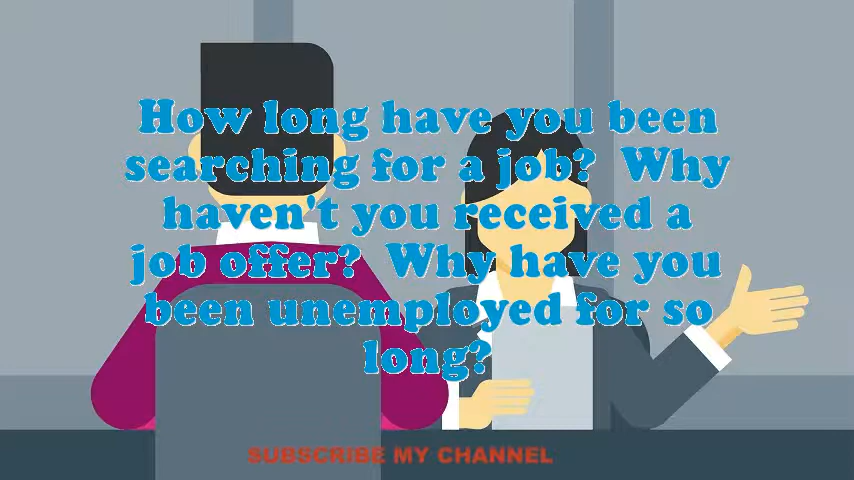 How long have you been
searching for a job? Why
haven't you received a
job offer? Why have you
been unemployed for so
long?
SUBSCRIBE MY CHANNEL